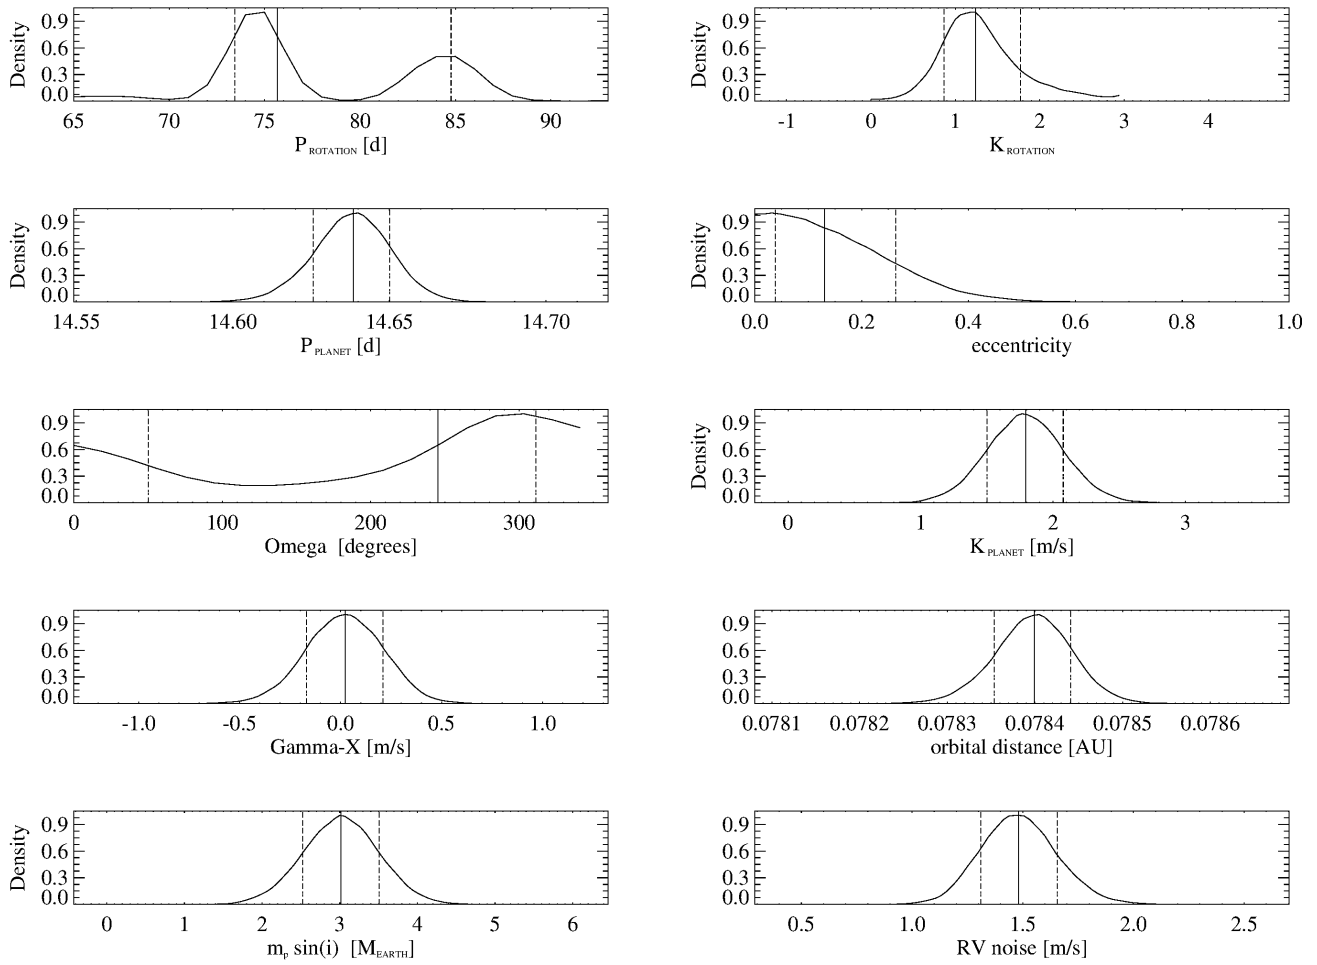 Density
0.9
0.6
0.3
0.0
65 70 75 80 85 90
P ROTATION [d]
Density
0.9
0.6
0.3
0.0
-1 0 1 2 3 4
K ROTATION
Density
0.9
0.6
0.3
0.0
14.55 14.60 14.65 14.70
P PLANET [d]
Density
0.9
0.6
0.3
0.0
0.0 0.2 0.4 0.6 0.8 1.0
eccentricity
Density
0.9
0.6
0.3
0.0
0 100 200 300
Omega [degrees]
Density
0.9
0.6
0.3
0.0
0 1 2 3
K PLANET [m/s]
Density
0.9
0.6
0.3
0.0
-1.0 -0.5 0.0 0.5 1.0
Gamma-X [m/s]
Density
0.9
0.6
0.3
0.0
0.0781 0.0782 0.0783 0.0784 0.0785 0.0786
orbital distance [AU]
Density
0.9
0.6
0.3
0.0
0 1 2 3 4 5 6
mp sin(i) [MEARTH]
Density
0.9
0.6
0.3
0.0
0.5 1.0 1.5 2.0 2.5
RV noise [m/s]